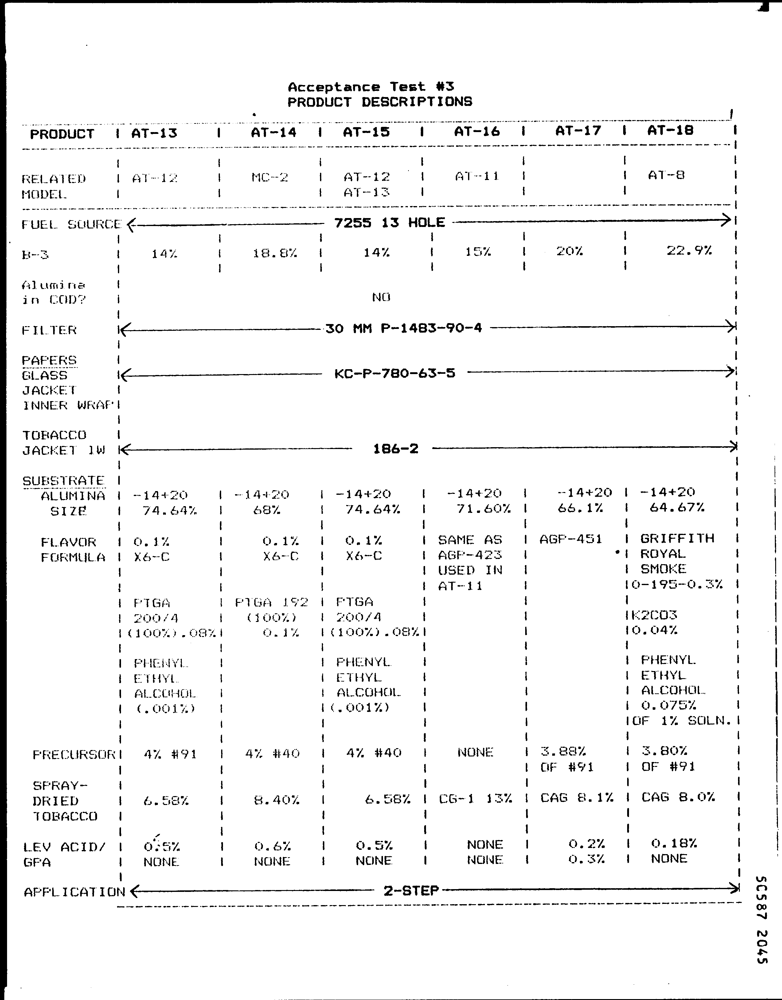 Acceptance Test #3
PRODUCT DESCRIPTIONS
PRODUCT | AT-13 | AT-14 | AT-15 | AT-16 | AT-17 | AT-18 |
RELATED | AT-12 | MC-2 | AT-12 | AT-11 | | AT-8 |
MODEL | | | AT-13 | | | |
FUEL SOURCE 7255 13 HOLE
B-3 | 14% | 18.8% | 14% | 15% | 20% | 22.9% |
Alumina
in COD? | NO |
FILTER 30 MM P-1483-90-4
PAPERS
GLASS KC-P-780-63-5
JACKET
INNER WRAP|
TOBACCO
JACKET IW 186-2
SUBSTRATE |
ALUMINA | -14+20 | -14+20 | -14+20 | -14+20 | -14+20 | -14+20 |
SIZE | 74.64% | 68% | 74.64% | 71.60% | 66.1% | 64.67% |
FLAVOR | 0.1% | 0.1% | 0.1% | SAME AS | AGP-451 | GRIFFITH |
FORMULA | X6-C | X6-C | X6-C | AGP-423 | | ROYAL |
| | | | USED IN | | SMOKE |
| | | | AT-11 | |0-195-0.3% |
| PTGA | PTGA 192 | PTGA | | | |
| 200/4 | (100%) | 200/4 | | |K2CO3 |
|(100%).08%| 0.1% |(100%).08%| | |0.04% |
| PHENYL | | PHENYL | | | PHENYL |
| ETHYL | | ETHYL | | | ETHYL |
| ALCOHOL | | ALCOHOL | | | ALCOHOL |
| (.001%) | |(.001%) | | | 0.075% |
|OF 1% SOLN.|
PRECURSOR| 4% #91 | 4% #40 | 4% #40 | NONE | 3.88% | 3.80% |
| | | | | OF #91 | OF #91 |
SPRAY-
DRIED | 6.58% | 8.40% | 6.58% | CG-1 13% | CAG 8.1% | CAG 8.0% |
TOBACCO
LEV ACID/ | 0.5% | 0.6% | 0.5% | NONE | 0.2% | 0.18% |
GPA | NONE | NONE | NONE | NONE | 0.3% | NONE |
APPLICATION 2-STEP
50587 2045